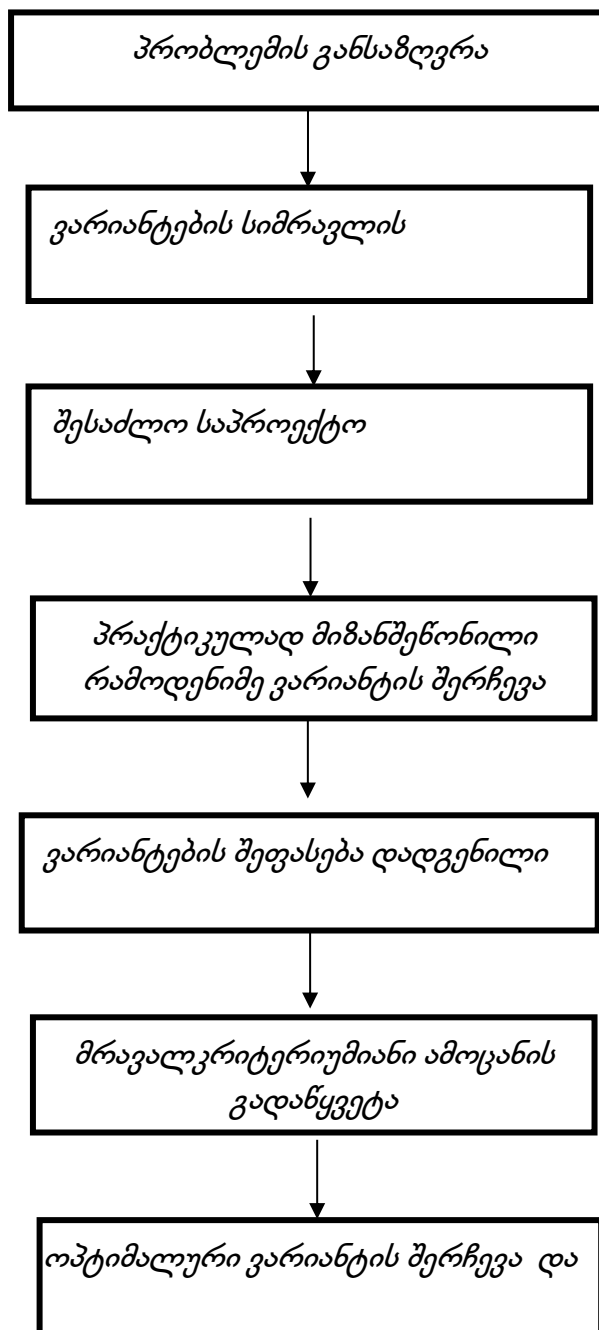 პრობლემის განსაზღვრა
ვარიანტების სიმრავლის
შესაძლო საპროექტო
პრაქტიკულად მიზანშეწონილი
რამოდენიმე ვარიანტის შერჩევა
ვარიანტების შეფასება დადგენილი
მრავალკრიტერიუმიანი ამოცანის
გადაწყვეტა
ოპტიმალური ვარიანტის შერჩევა და